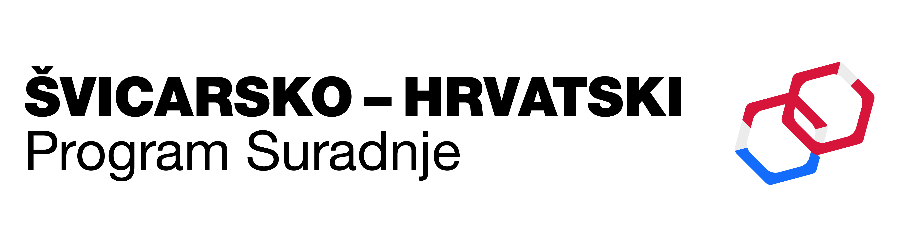 ŠVICARSKO – HRVATSKI
Program Suradnje